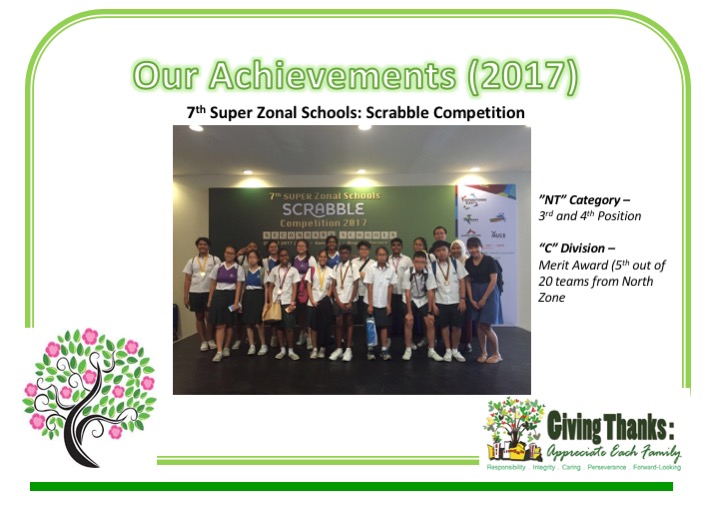 Our Achievements (2017)
7th Super Zonal Schools: Scrabble Competition
7th SUPER Zonal Schools
SCRABBLE
Competition 2017
”NT” Category –
3rd and 4th Position
“C” Division –
Merit Award (5th out of
20 teams from North
Zone
Giving Thanks:
Appreciate Each Family
Responsibility . Integrity . Caring . Perseverance . Forward-Looking